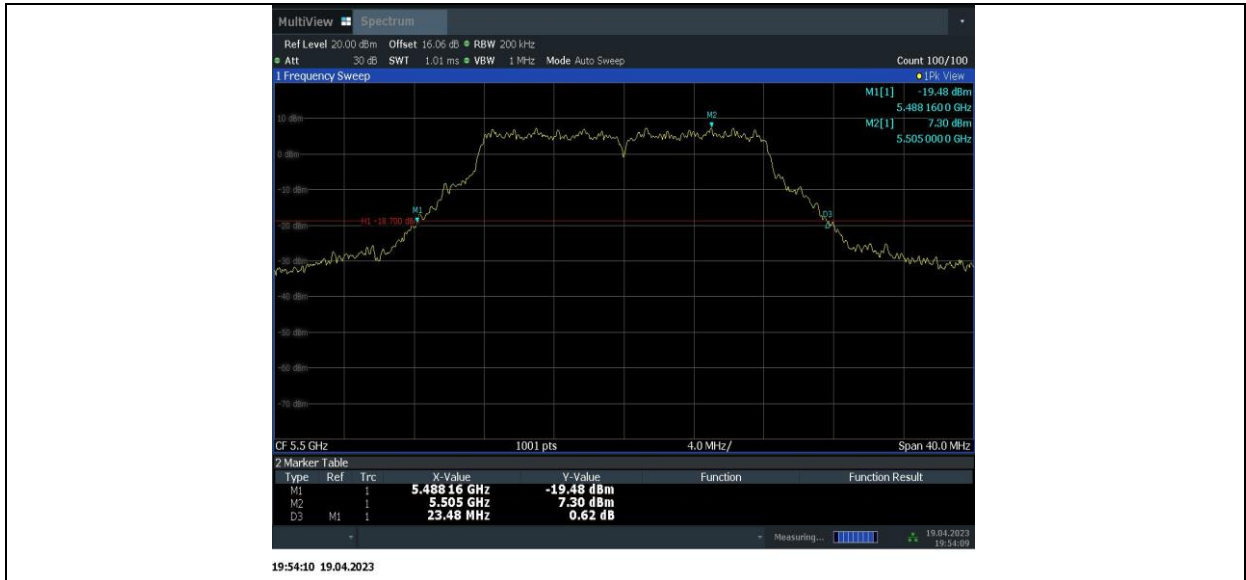 MultiView Spectrum
Ref Level 20.00 dBm Offset 16.06 dB RBW 200 kHz
Att 30 dB SWT 1.01 ms VBW 1 MHz Mode Auto Sweep Count 100/100
1 Frequency Sweep 1Pk View
M1[1] -19.48 dBm
5.488 160 0 GHz
M2[1] 7.30 dBm
5.505 000 0 GHz
M2
10 dBm
0 dBm
-10 dBm
M1
D3
H1 -18.700 dBm
-20 dBm
-30 dBm
-40 dBm
-50 dBm
-60 dBm
-70 dBm
CF 5.5 GHz 1001 pts 4.0 MHz/ Span 40.0 MHz
2 Marker Table
Type Ref Trc X-Value Y-Value Function Function Result
M1 1 5.488 16 GHz -19.48 dBm
M2 1 5.505 GHz 7.30 dBm
D3 M1 1 23.48 MHz 0.62 dB
Measuring... 19.04.2023
19:54:09
19:54:10 19.04.2023